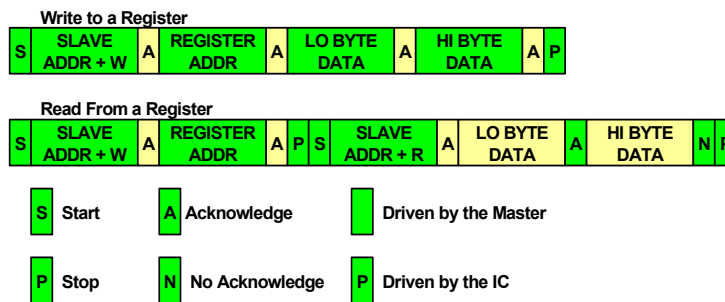 Write to a Register
S SLAVE ADDR + W A REGISTER ADDR A LO BYTE DATA A HI BYTE DATA A P
Read From a Register
S SLAVE ADDR + W A REGISTER ADDR A P S SLAVE ADDR + R A LO BYTE DATA A HI BYTE DATA N P
S Start A Acknowledge Driven by the Master
P Stop N No Acknowledge P Driven by the IC